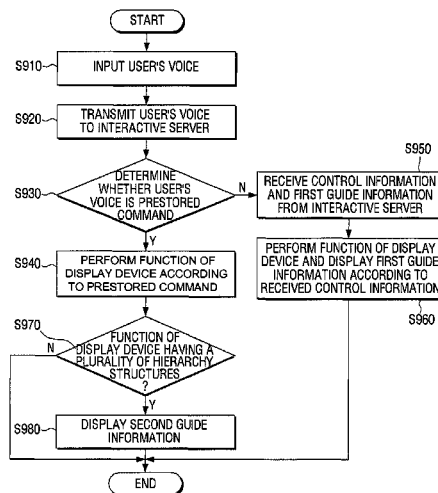 START
S910
INPUT USER'S VOICE
S920
TRANSMIT USER'S VOICE
TO INTERACTIVE SERVER
S930
DETERMINE
WHETHER USER'S
VOICE IS PRESTORED
COMMAND
N
S950
RECEIVE CONTROL INFORMATION
AND FIRST GUIDE INFORMATION
FROM INTERACTIVE SERVER
Y
S940
PERFORM FUNCTION OF
DISPLAY DEVICE ACCORDING
TO PRESTORED COMMAND
PERFORM FUNCTION OF DISPLAY
DEVICE AND DISPLAY FIRST GUIDE
INFORMATION ACCORDING TO
RECEIVED CONTROL INFORMATION
S960
S970
N
FUNCTION OF
DISPLAY DEVICE HAVING A
PLURALITY OF HIERARCHY
STRUCTURES
?
Y
S980
DISPLAY SECOND GUIDE
INFORMATION
END